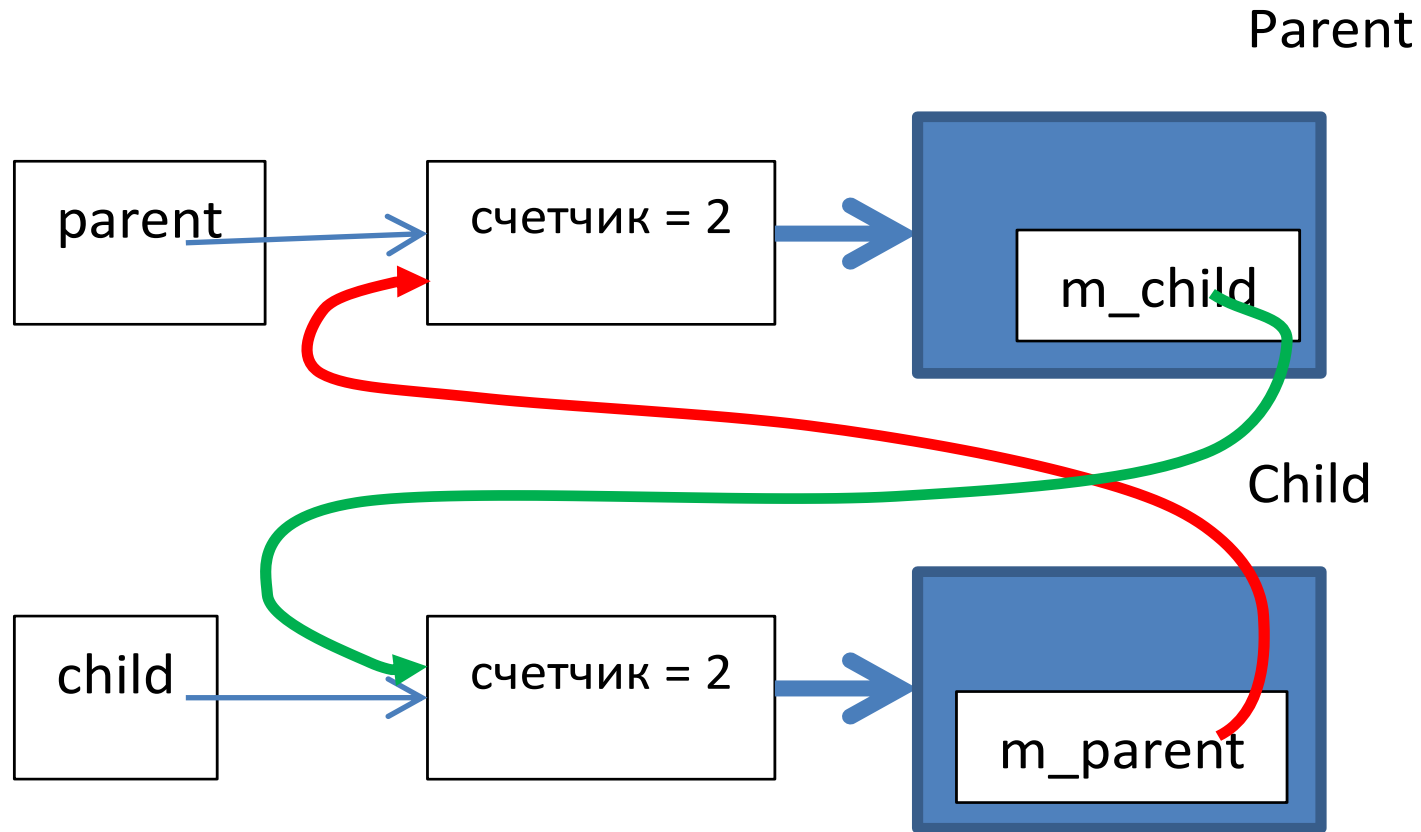 Parent
parent
счетчик = 2
m_child
Child
child
счетчик = 2
m_parent